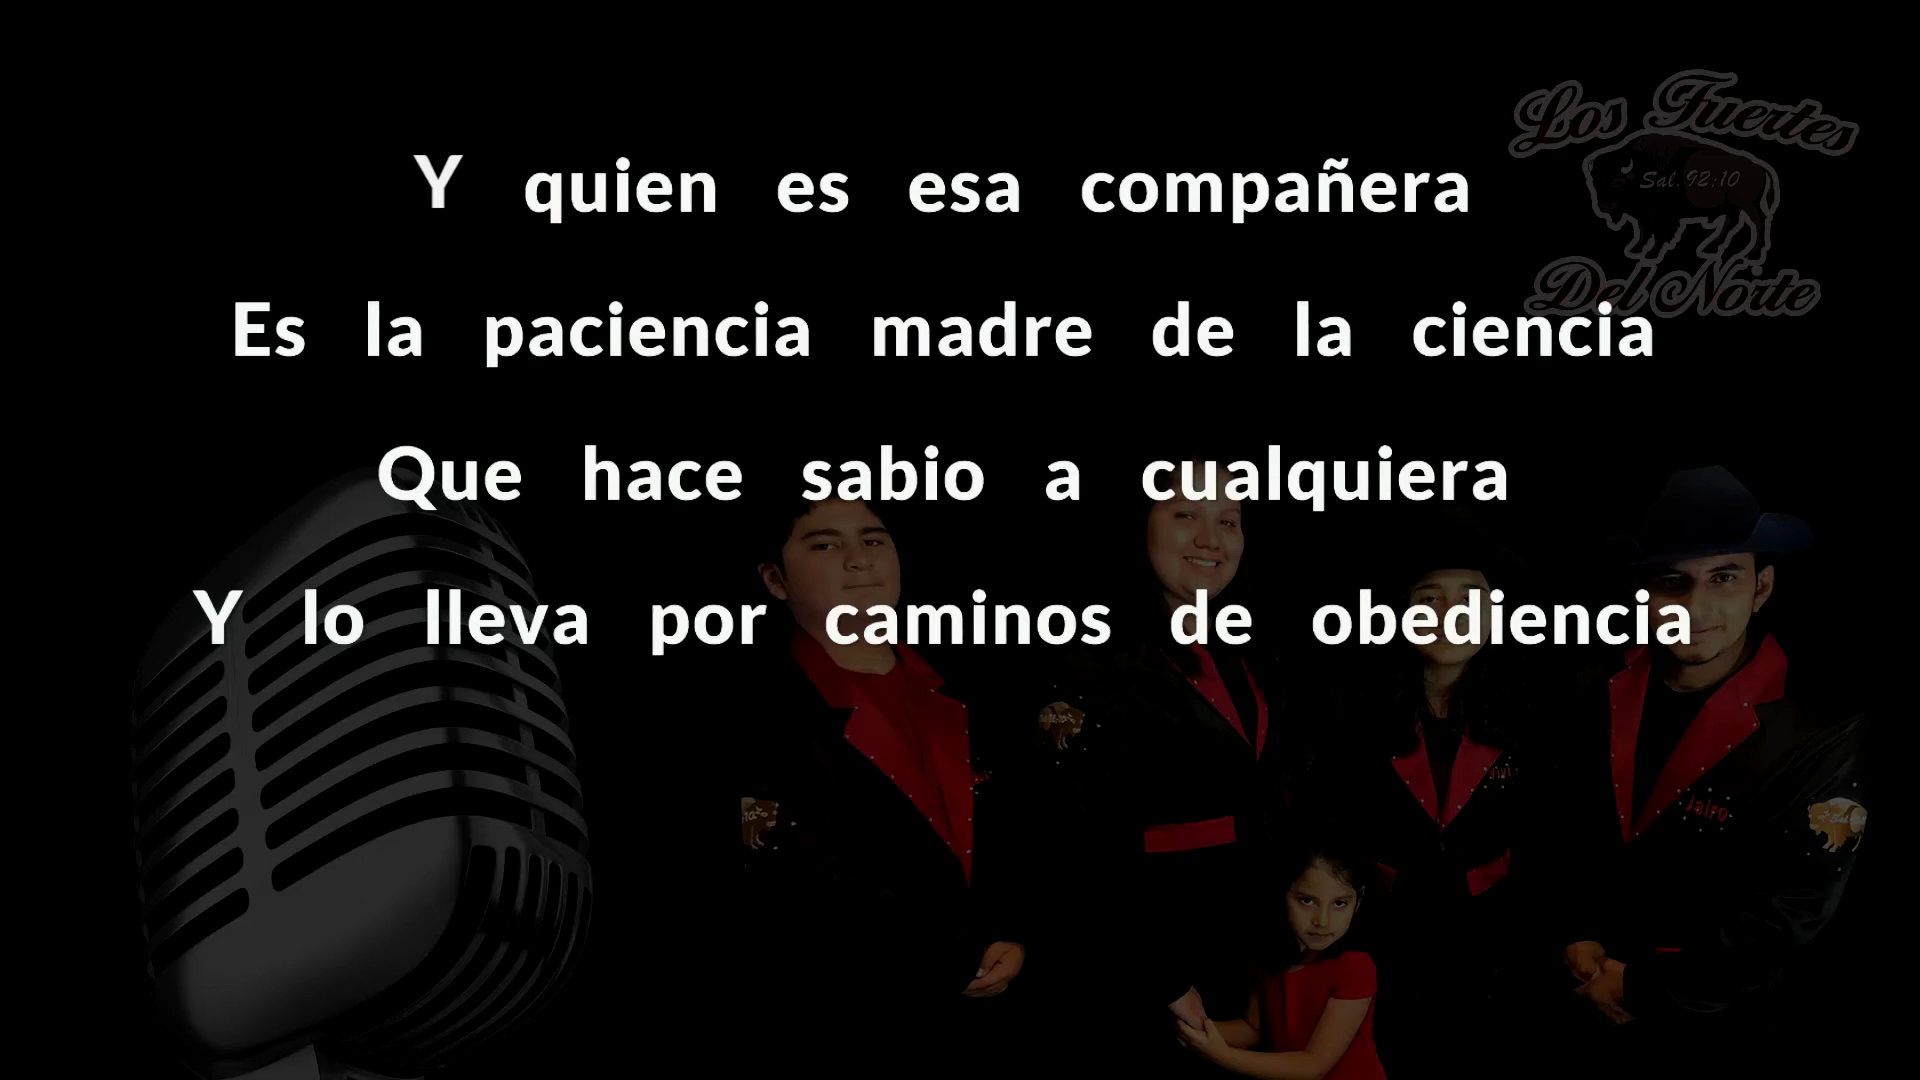 Los Fuertes
Sal. 92:10
Del Norte
Y quien es esa compañera
Es la paciencia madre de la ciencia
Que hace sabio a cualquiera
Y lo lleva por caminos de obediencia
Jairo